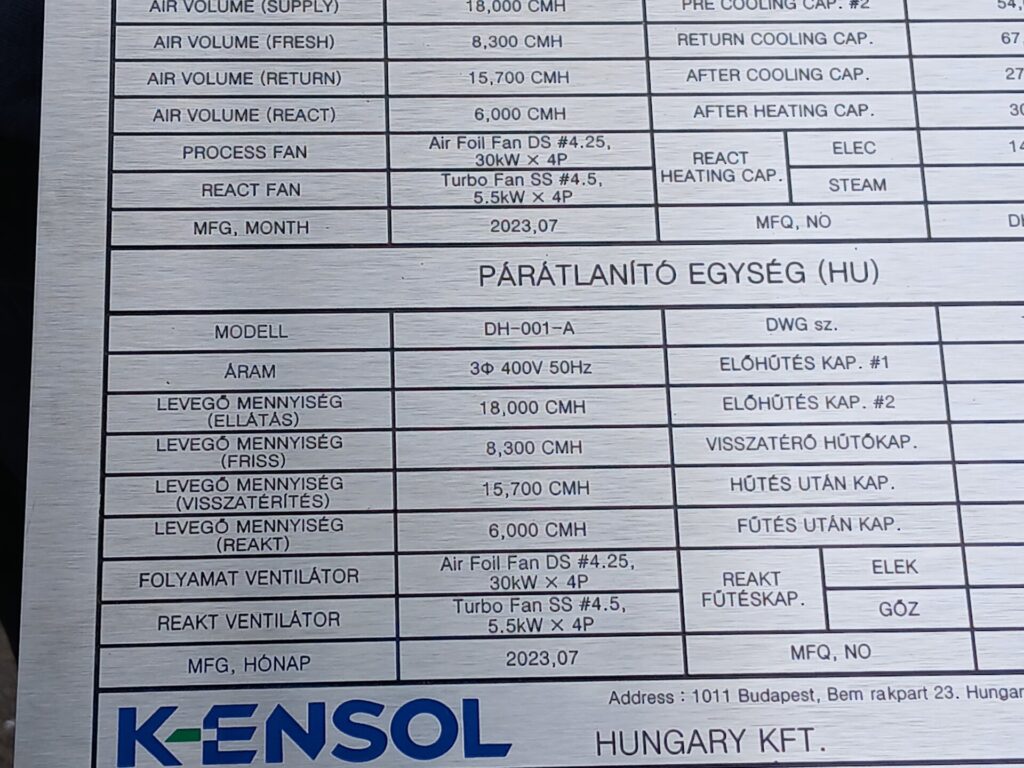 AIR VOLUME (SUPPLY) 18,000 CMH PRE COOLING CAP. #2 54,
AIR VOLUME (FRESH) 8,300 CMH RETURN COOLING CAP. 67
AIR VOLUME (RETURN) 15,700 CMH AFTER COOLING CAP. 27
AIR VOLUME (REACT) 6,000 CMH AFTER HEATING CAP. 30
PROCESS FAN Air Foil Fan DS #4.25, 30kW × 4P REACT HEATING CAP. ELEC 14
REACT FAN Turbo Fan SS #4.5, 5.5kW × 4P STEAM
MFG, MONTH 2023,07 MFQ, NO DH
PÁRÁTLANÍTÓ EGYSÉG (HU)
MODELL DH-001-A DWG sz.
ÁRAM 3Φ 400V 50Hz ELŐHŰTÉS KAP. #1
LEVEGŐ MENNYISÉG (ELLÁTÁS) 18,000 CMH ELŐHŰTÉS KAP. #2
LEVEGŐ MENNYISÉG (FRISS) 8,300 CMH VISSZATÉRŐ HŰTŐKAP.
LEVEGŐ MENNYISÉG (VISSZATÉRÍTÉS) 15,700 CMH HŰTÉS UTÁN KAP.
LEVEGŐ MENNYISÉG (REAKT) 6,000 CMH FŰTÉS UTÁN KAP.
FOLYAMAT VENTILÁTOR Air Foil Fan DS #4.25, 30kW × 4P REAKT FŰTÉSKAP. ELEK
REAKT VENTILÁTOR Turbo Fan SS #4.5, 5.5kW × 4P GŐZ
MFG, HÓNAP 2023,07 MFQ, NO
Address : 1011 Budapest, Bem rakpart 23. Hungar
K-ENSOL HUNGARY KFT.